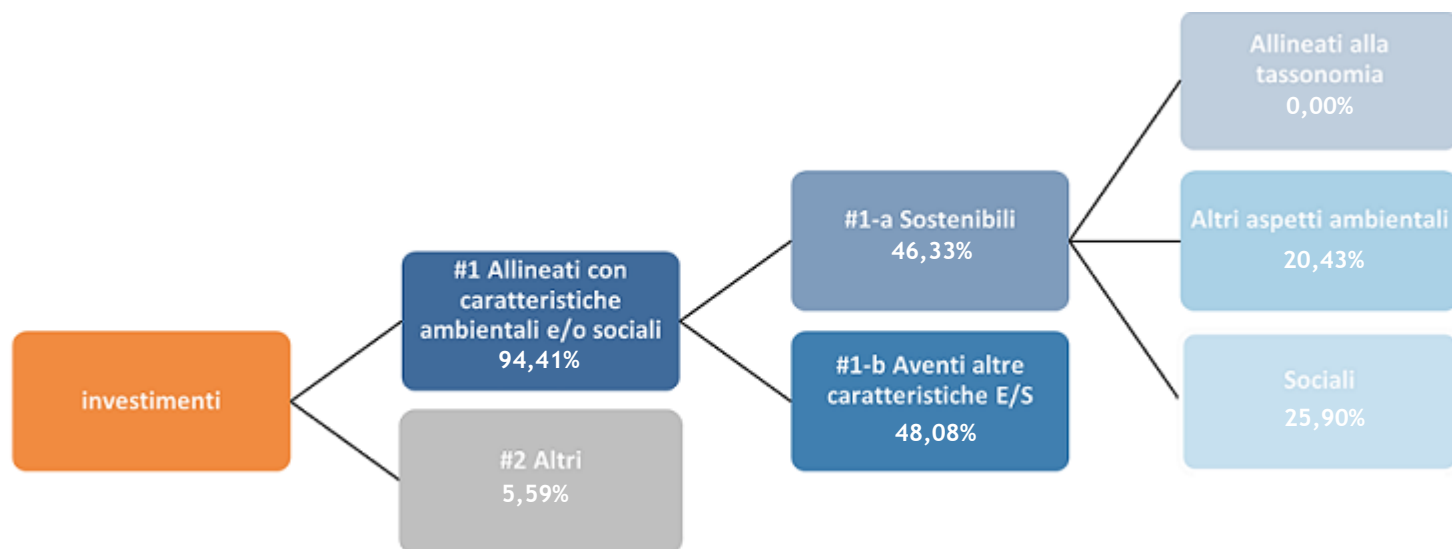 investimenti
#1 Allineati con
caratteristiche
ambientali e/o sociali
94,41%
#2 Altri
5,59%
#1-a Sostenibili
46,33%
#1-b Aventi altre
caratteristiche E/S
48,08%
Allineati alla
tassonomia
0,00%
Altri aspetti ambientali
20,43%
Sociali
25,90%